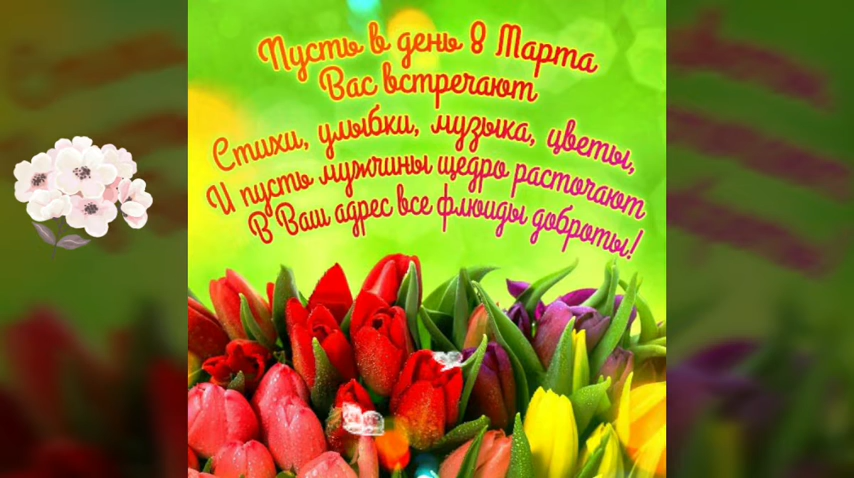 Пусть в день 8 Марта
Вас встречают
Стихи, улыбки, музыка, цветы,
И пусть мужчины щедро расточают
В Ваш адрес все флюиды доброты!